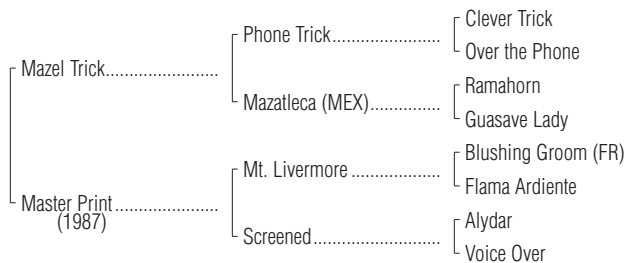 Clever Trick
Phone Trick........................
Over the Phone
Mazel Trick........................
Ramahorn
Mazatleca (MEX)...............
Guasave Lady
Blushing Groom (FR)
Mt. Livermore ...................
Flama Ardiente
Master Print ......................
(1987)
Alydar
Screened...........................
Voice Over